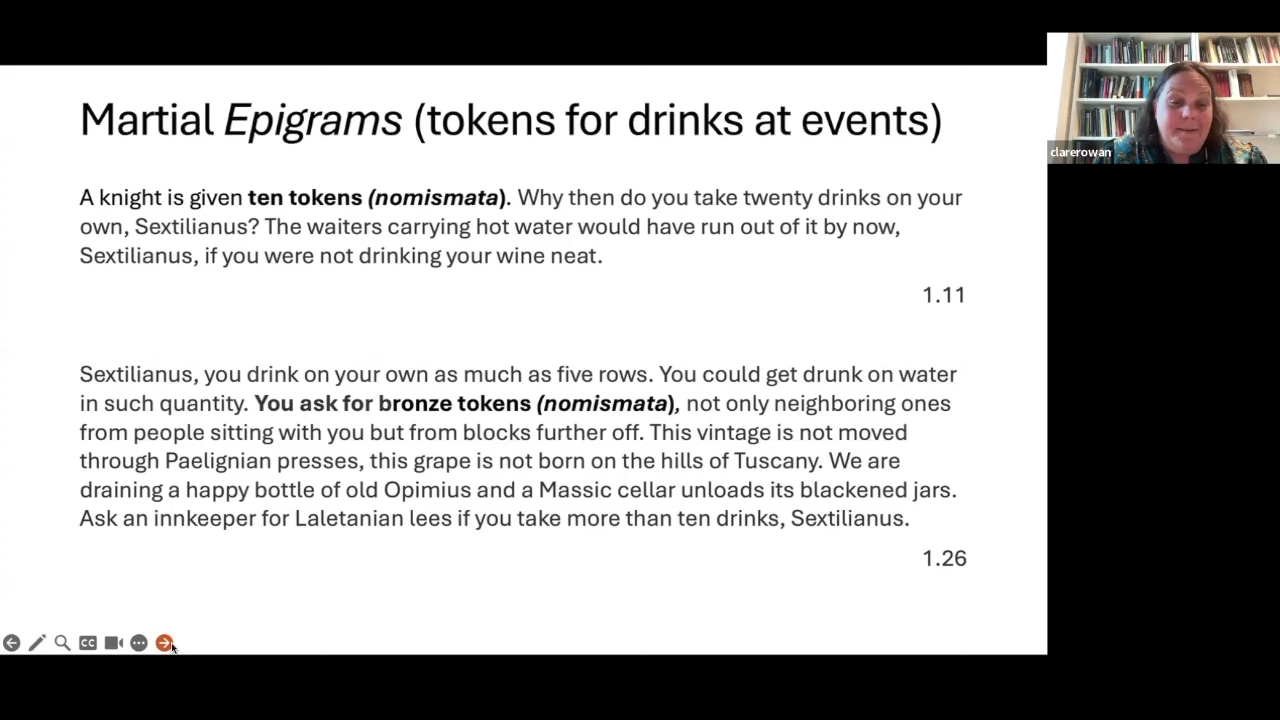 Martial Epigrams (tokens for drinks at events)
A knight is given ten tokens (nomismata). Why then do you take twenty drinks on your
own, Sextilianus? The waiters carrying hot water would have run out of it by now,
Sextilianus, if you were not drinking your wine neat.
1.11
Sextilianus, you drink on your own as much as five rows. You could get drunk on water
in such quantity. You ask for bronze tokens (nomismata), not only neighboring ones
from people sitting with you but from blocks further off. This vintage is not moved
through Paelignian presses, this grape is not born on the hills of Tuscany. We are
draining a happy bottle of old Opimius and a Massic cellar unloads its blackened jars.
Ask an innkeeper for Laletanian lees if you take more than ten drinks, Sextilianus.
1.26
clarerowan
CC